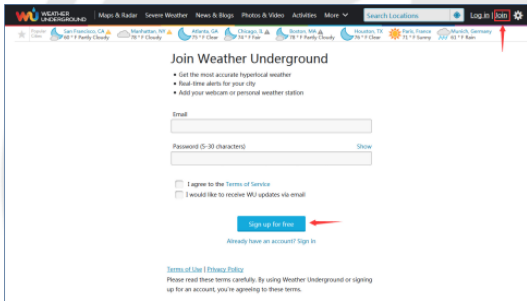 WEATHER UNDERGROUND Maps & Radar Severe Weather News & Blogs Photos & Video Activities More Search Locations Log in | Join
Popular Cities San Francisco, CA Manhattan, NY Atlanta, GA Chicago, IL Boston, MA Houston, TX Paris, France Munich, Germany
58 °F Partly Cloudy 78 °F Cloudy 75 °F Clear 74 °F Fair 78 °F Partly Cloudy 76 °F Clear 71 °F Sunny 61 °F Rain
Join Weather Underground
• Get the most accurate hyperlocal weather
• Real-time alerts for your city
• Add your webcam or personal weather station
Email
Password (5-30 characters) Show
I agree to the Terms of Service
I would like to receive WU updates via email
Sign up for free
Already have an account? Sign in
Terms of Use | Privacy Policy
Please read these terms carefully. By using Weather Underground or signing
up for an account, you're agreeing to these terms.